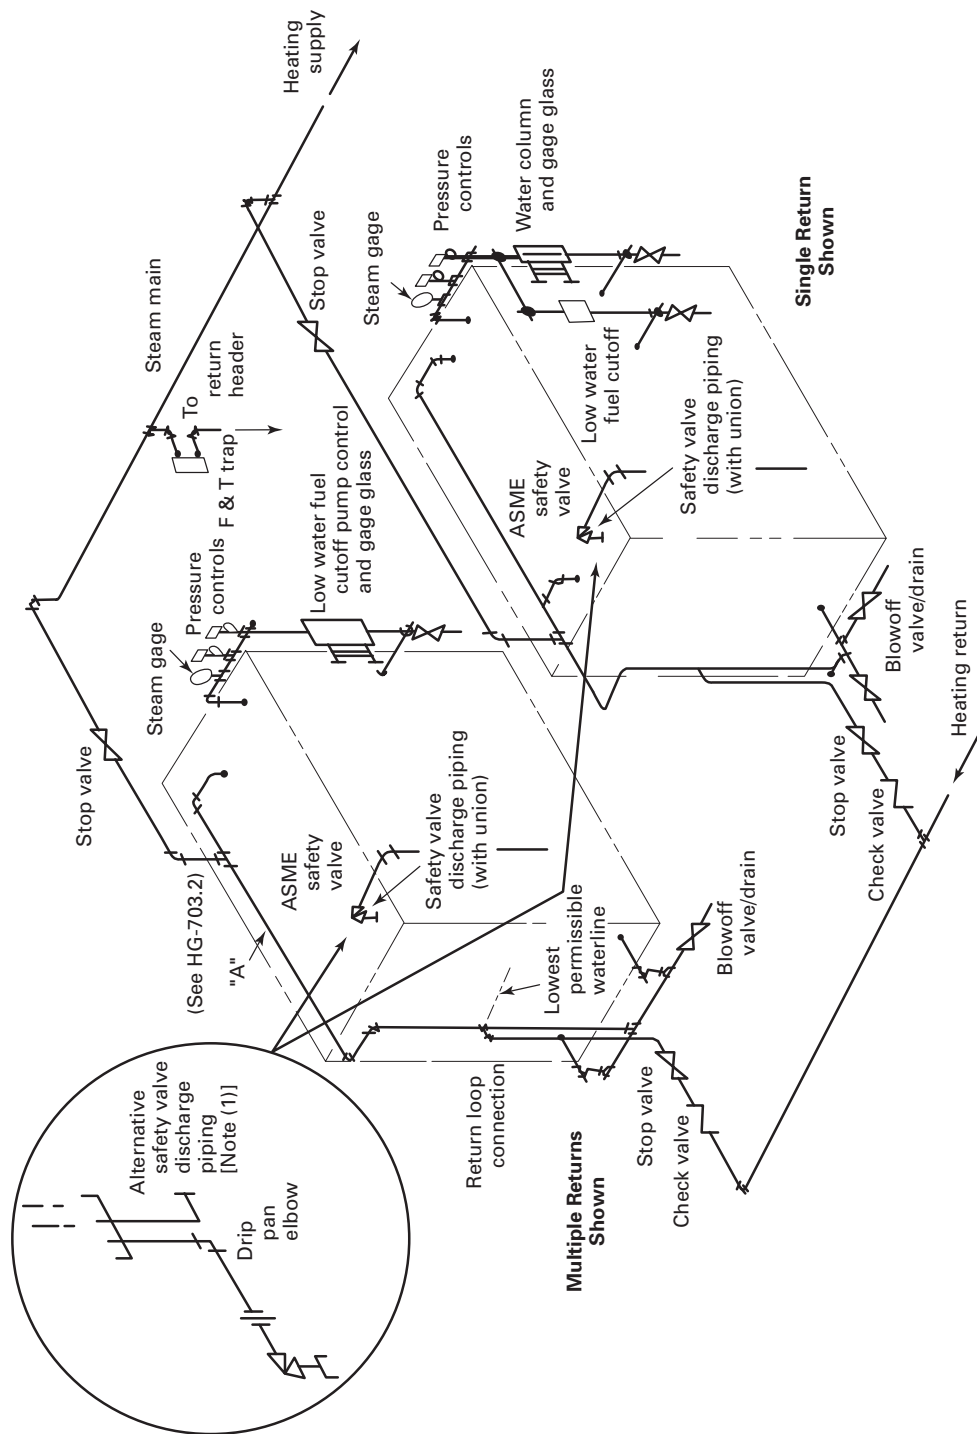 Alternative
safety valve
discharge
piping
[Note (1)]
Drip
pan
elbow
(See HG-703.2)
"A"
Stop valve
Steam gage
Pressure
controls
F & T trap
To
return
header
Steam main
Heating
supply
Low water fuel
cutoff pump control
and gage glass
Stop valve
Steam gage
Pressure
controls
Water column
and gage glass
ASME
safety
valve
Safety valve
discharge piping
(with union)
ASME
safety
valve
Low water
fuel cutoff
Safety valve
discharge piping
(with union)
Single Return
Shown
Return loop
connection
Lowest
permissible
waterline
Multiple Returns
Shown
Stop valve
Check valve
Blowoff
valve/drain
Stop valve
Check valve
Blowoff
valve/drain
Heating return